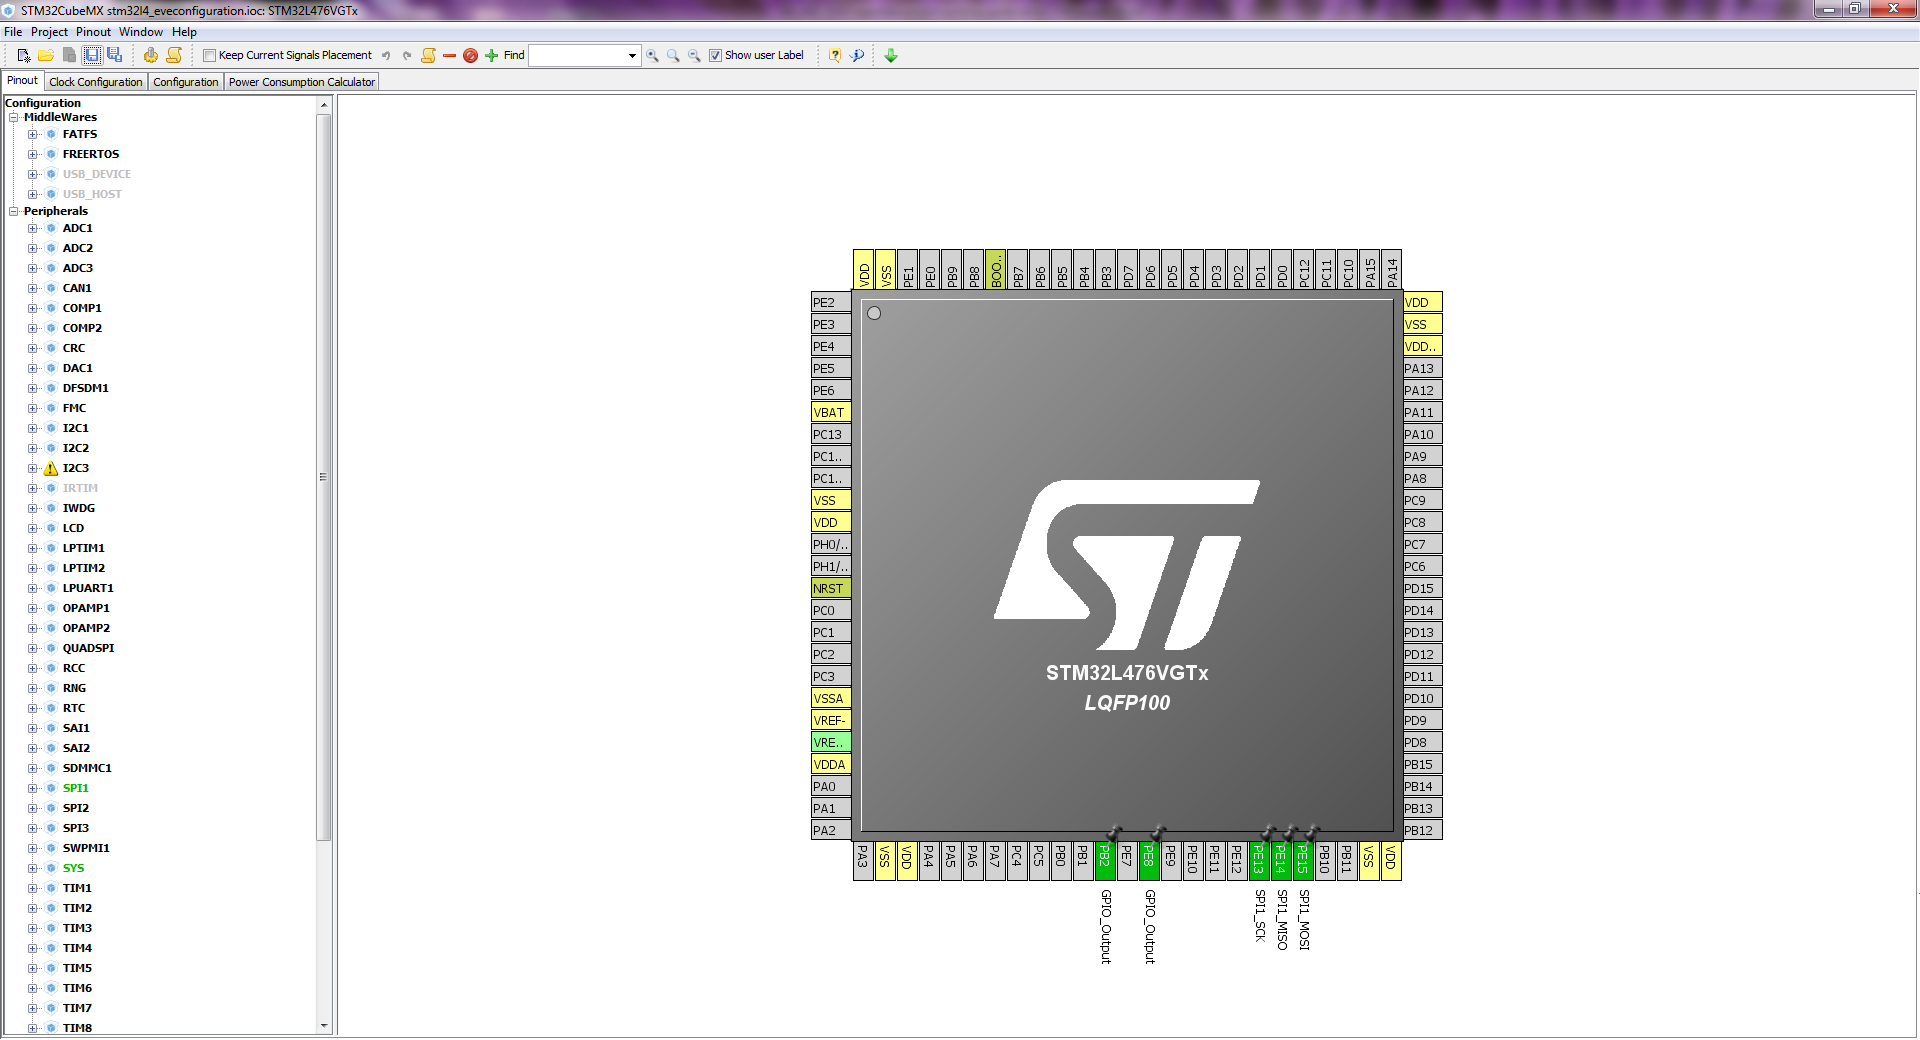 STM32CubeMX stm32l4_eveconfiguration.ioc: STM32L476VGTx
File Project Pinout Window Help
Keep Current Signals Placement Find Show user Label
Pinout Clock Configuration Configuration Power Consumption Calculator
Configuration
MiddleWares
FATFS
FREERTOS
USB_DEVICE
USB_HOST
Peripherals
ADC1
ADC2
ADC3
CAN1
COMP1
COMP2
CRC
DAC1
DFSDM1
FMC
I2C1
I2C2
I2C3
IRTIM
IWDG
LCD
LPTIM1
LPTIM2
LPUART1
OPAMP1
OPAMP2
QUADSPI
RCC
RNG
RTC
SAI1
SAI2
SDMMC1
SPI1
SPI2
SPI3
SWPMI1
SYS
TIM1
TIM2
TIM3
TIM4
TIM5
TIM6
TIM7
TIM8
VDD VSS PE1 PE0 PB9 PB8 BOO.. PB7 PB6 PB5 PB4 PB3 PD7 PD6 PD5 PD4 PD3 PD2 PD1 PD0 PC12 PC11 PC10 PA15 PA14
PE2
PE3
PE4
PE5
PE6
VBAT
PC13
PC1..
PC1..
VSS
VDD
PH0/..
PH1/..
NRST
PC0
PC1
PC2
PC3
VSSA
VREF-
VRE..
VDDA
PA0
PA1
PA2
ST
STM32L476VGTx
LQFP100
VDD
VSS
VDD..
PA13
PA12
PA11
PA10
PA9
PA8
PC9
PC8
PC7
PC6
PD15
PD14
PD13
PD12
PD11
PD10
PD9
PD8
PB15
PB14
PB13
PB12
PA3 VSS VDD PA4 PA5 PA6 PA7 PC4 PC5 PB0 PB1 PB2 PE7 PE8 PE9 PE10 PE11 PE12 PE13 PE14 PE15 PB10 PB11 VSS VDD
GPIO_Output GPIO_Output SPI1_SCK SPI1_MISO SPI1_MOSI